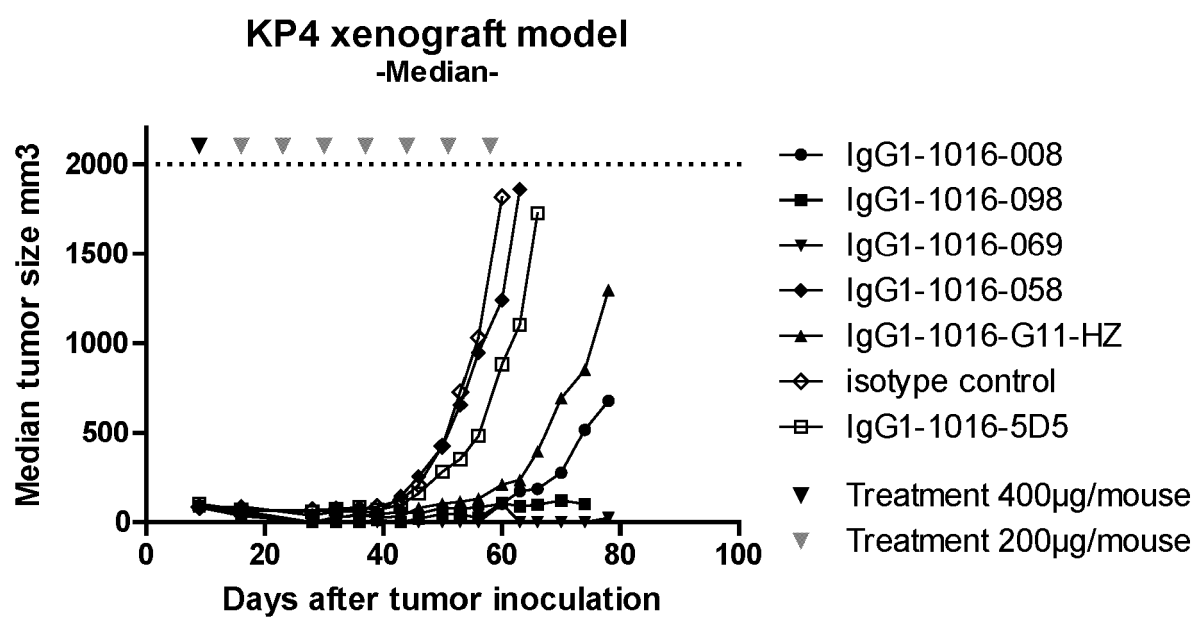 KP4 xenograft model
-Median-
Median tumor size mm3
2000
1500
1000
500
0
0 20 40 60 80 100
Days after tumor inoculation
IgG1-1016-008
IgG1-1016-098
IgG1-1016-069
IgG1-1016-058
IgG1-1016-G11-HZ
isotype control
IgG1-1016-5D5
Treatment 400µg/mouse
Treatment 200µg/mouse